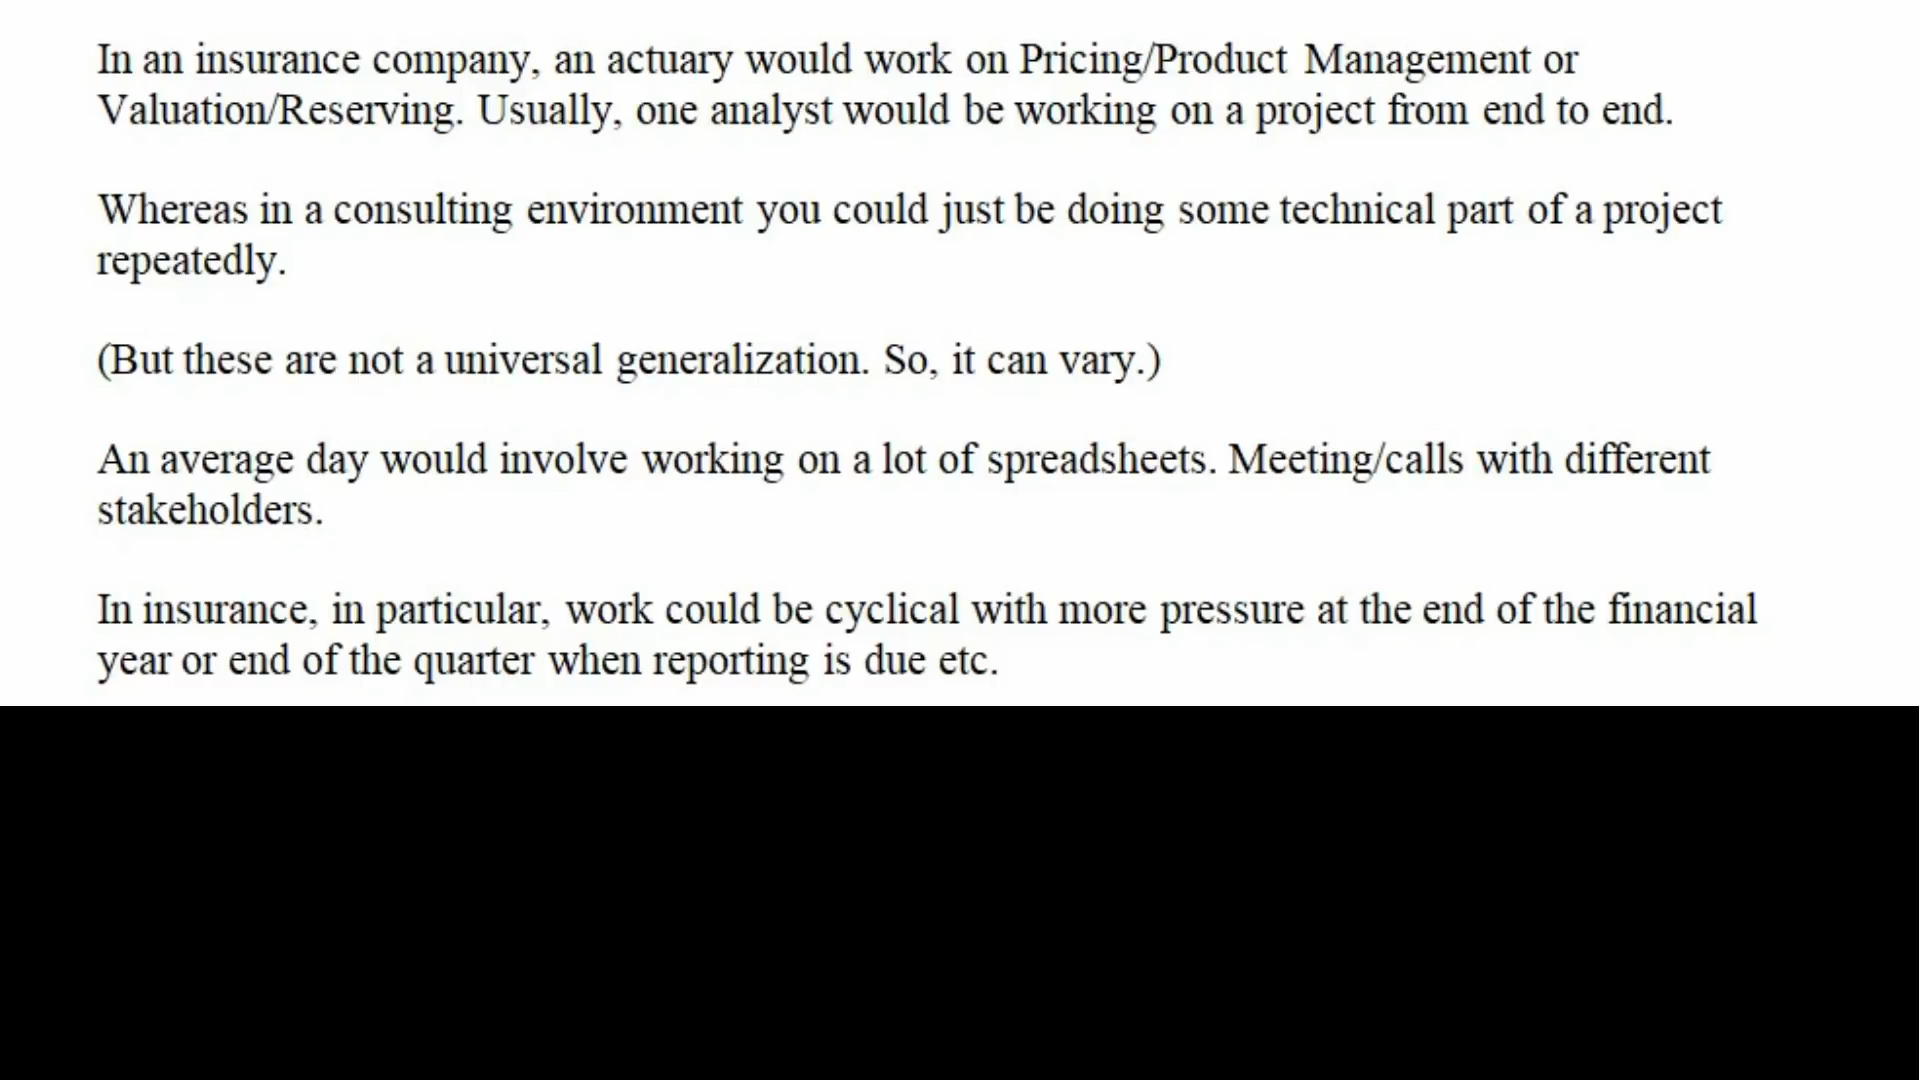 In an insurance company, an actuary would work on Pricing/Product Management or
Valuation/Reserving. Usually, one analyst would be working on a project from end to end.
Whereas in a consulting environment you could just be doing some technical part of a project
repeatedly.
(But these are not a universal generalization. So, it can vary.)
An average day would involve working on a lot of spreadsheets. Meeting/calls with different
stakeholders.
In insurance, in particular, work could be cyclical with more pressure at the end of the financial
year or end of the quarter when reporting is due etc.